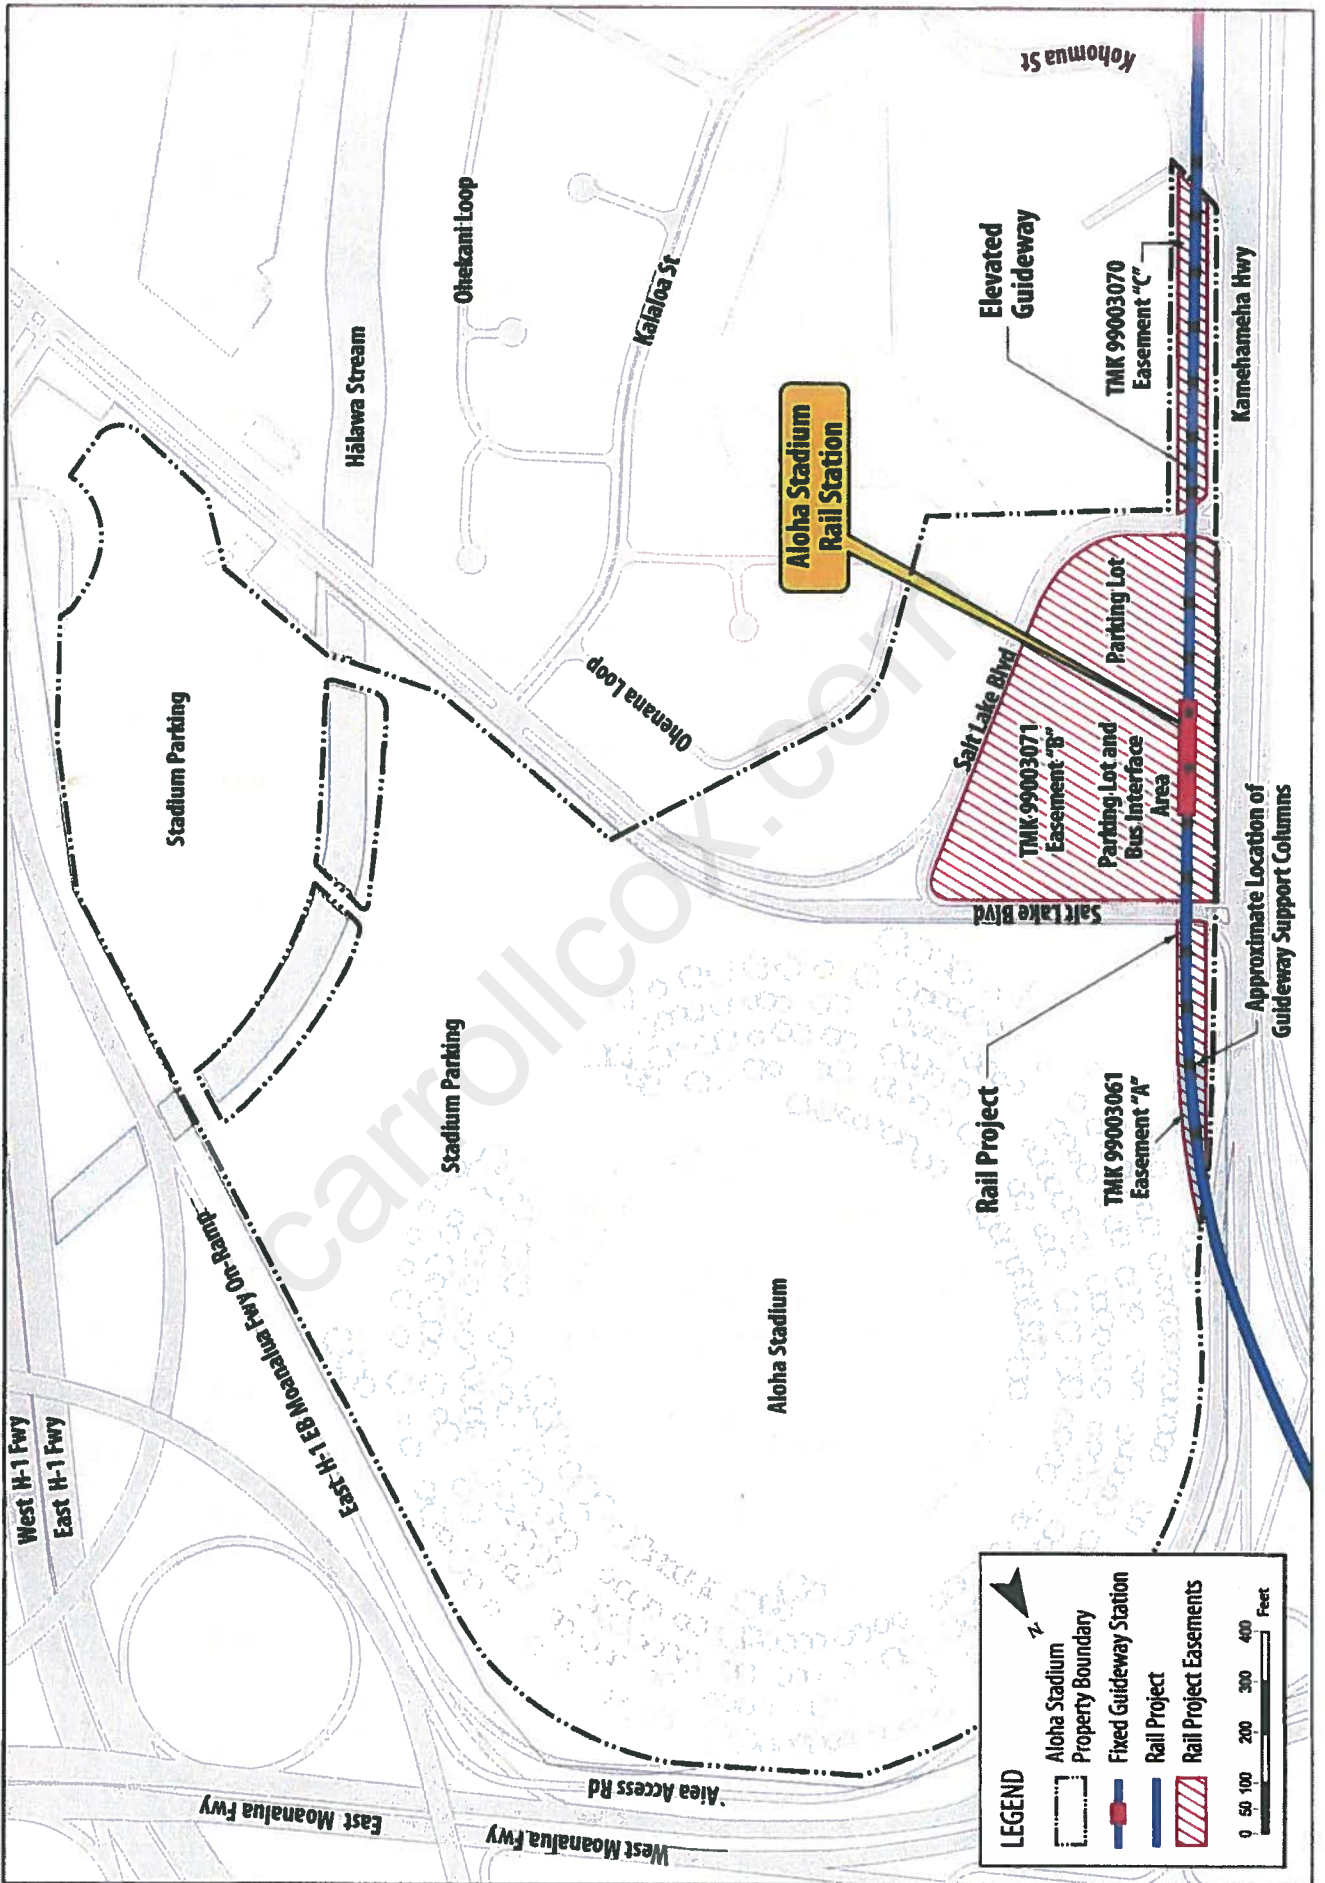 West H-1 Fwy
East H-1 Fwy
East H-1 EB Moanalua Fwy On-Ramp
East Moanalua Fwy
West Moanalua Fwy
'Aiea Access Rd
Stadium Parking
Stadium Parking
Aloha Stadium
Hālawa Stream
Ohekani Loop
Kalaloa St
Ohenana Loop
Kohomua St
Salt Lake Blvd
Salt Lake Blvd
Aloha Stadium
Rail Station
Elevated
Guideway
Rail Project
TMK 99003061
Easement "A"
TMK 99003071
Easement "B"
Parking Lot and
Bus Interface
Area
Parking Lot
TMK 99003070
Easement "C"
Kamehameha Hwy
Approximate Location of
Guideway Support Columns
LEGEND
N
Aloha Stadium
Property Boundary
Fixed Guideway Station
Rail Project
Rail Project Easements
0 50 100 200 300 400
Feet
carrollcox.com